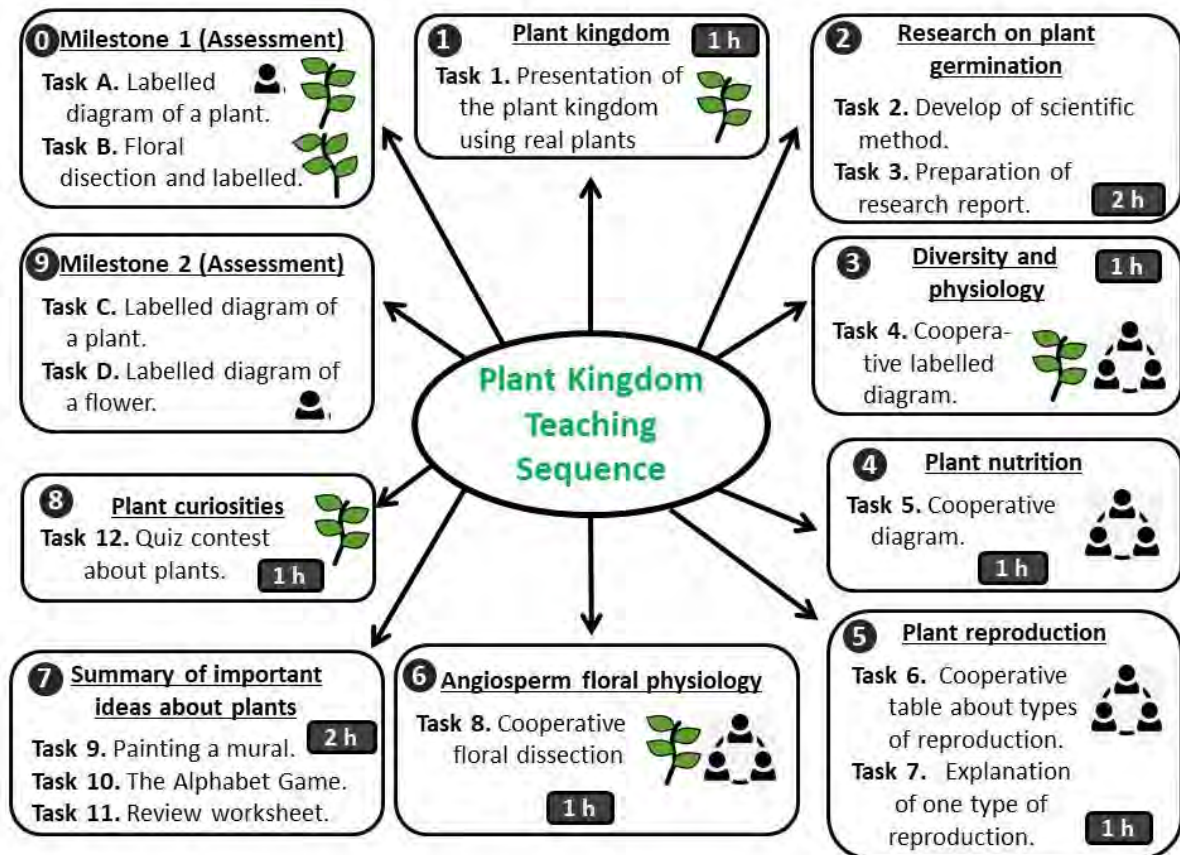 0 Milestone 1 (Assessment)
Task A. Labelled
diagram of a plant.
Task B. Floral
disection and labelled.
1 Plant kingdom 1 h
Task 1. Presentation of
the plant kingdom
using real plants
2 Research on plant
germination
Task 2. Develop of scientific
method.
Task 3. Preparation of
research report. 2 h
9 Milestone 2 (Assessment)
Task C. Labelled diagram of
a plant.
Task D. Labelled diagram of
a flower.
3 Diversity and 1 h
physiology
Task 4. Coopera-
tive labelled
diagram.
Plant Kingdom
Teaching
Sequence
4 Plant nutrition
Task 5. Cooperative
diagram.
1 h
8 Plant curiosities
Task 12. Quiz contest
about plants. 1 h
5 Plant reproduction
Task 6. Cooperative
table about types
of reproduction.
Task 7. Explanation
of one type of
reproduction. 1 h
7 Summary of important
ideas about plants
2 h
Task 9. Painting a mural.
Task 10. The Alphabet Game.
Task 11. Review worksheet.
6 Angiosperm floral physiology
Task 8. Cooperative
floral dissection
1 h